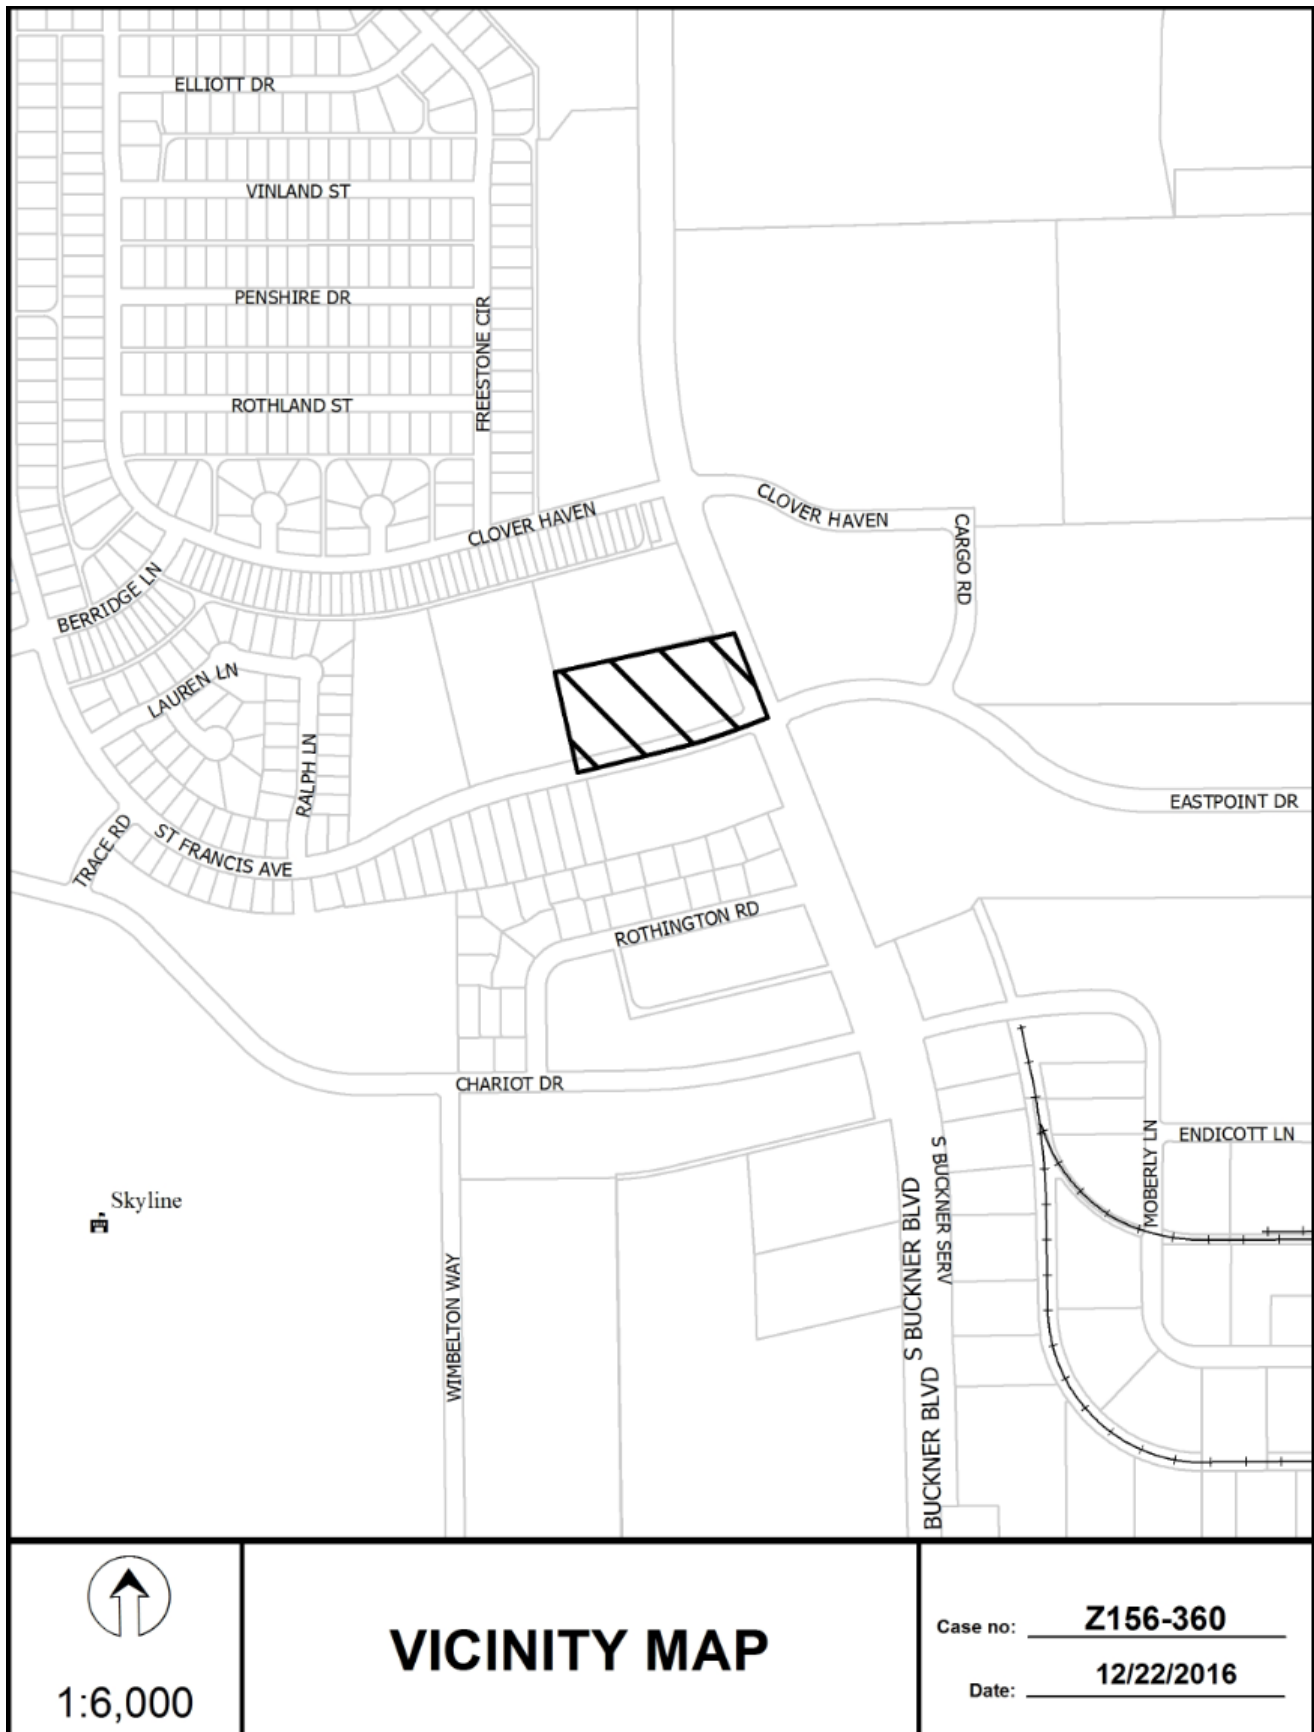 ELLIOTT DR
VINLAND ST
PENSHIRE DR
FREESTONE CIR
ROTHLAND ST
CLOVER HAVEN
CLOVER HAVEN
CARGO RD
BERRIDGE LN
LAUREN LN
RALPH LN
EASTPOINT DR
TRACE RD
ST FRANCIS AVE
ROTHINGTON RD
CHARIOT DR
ENDICOTT LN
MOBERLY LN
S BUCKNER SERV
S BUCKNER BLVD
Skyline
WIMBELTON WAY
BUCKNER BLVD
1:6,000
VICINITY MAP
Case no: Z156-360
Date: 12/22/2016